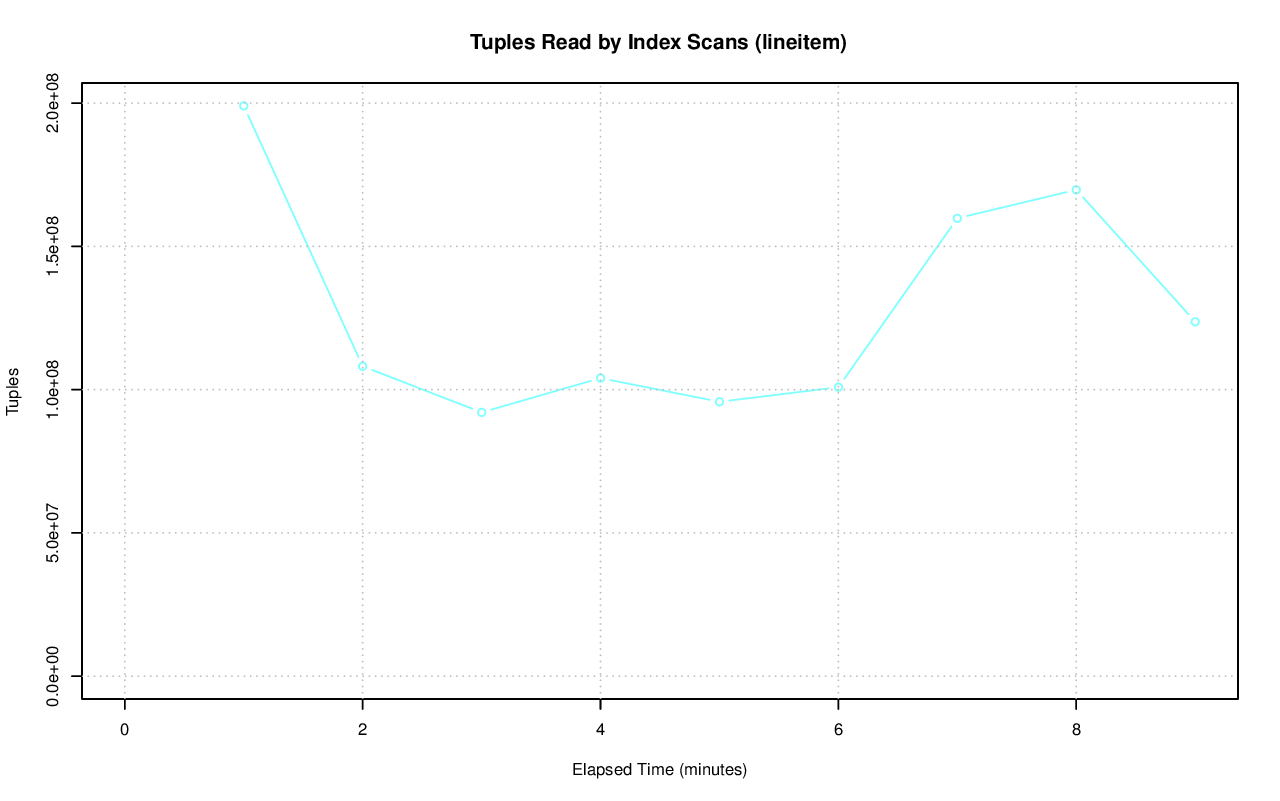 Tuples Read by Index Scans (lineitem)
Tuples
2.0e+08
1.5e+08
1.0e+08
5.0e+07
0.0e+00
0 2 4 6 8
Elapsed Time (minutes)